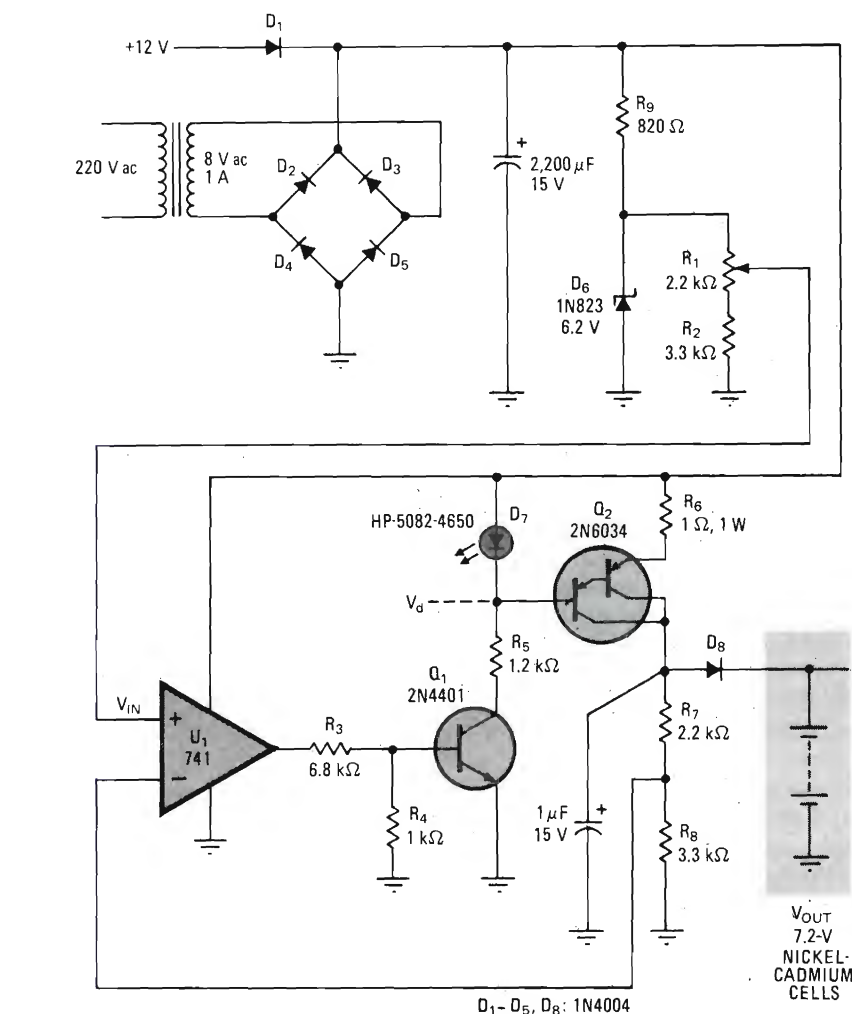 D1
+12 V
R9
820 Ω
+
2,200 μF
15 V
220 V ac
8 V ac
1 A
D2
D3
D4
D5
R1
2.2 kΩ
D6
1N823
6.2 V
R2
3.3 kΩ
HP-5082-4650
D7
Q2
2N6034
R6
1 Ω, 1 W
Vd
R5
1.2 kΩ
D8
Q1
2N4401
VIN
+
U1
741
−
R3
6.8 kΩ
R7
2.2 kΩ
R4
1 kΩ
1 μF
15 V
+
R8
3.3 kΩ
VOUT
7.2-V
NICKEL-
CADMIUM
CELLS
D1– D5, D8: 1N4004